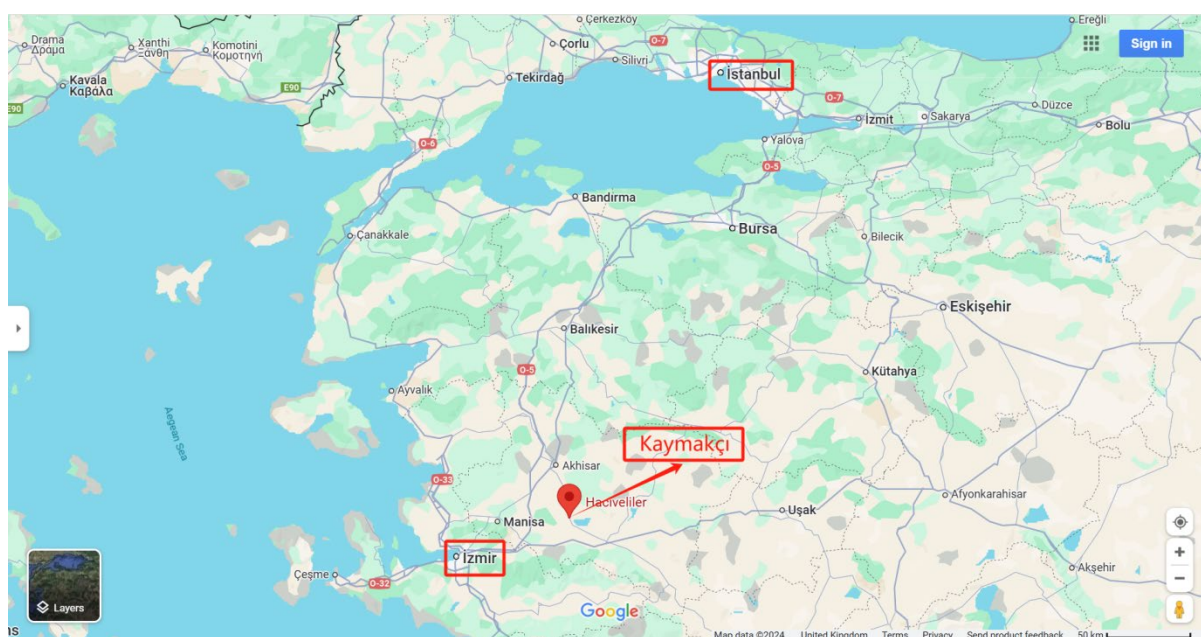 Çerkezköy
Ereğli
Drama
Δράμα
Xanthi
Ξάνθη
Komotini
Κομοτηνή
Çorlu
O-7
Silivri
Sign in
Kavala
Καβάλα
Tekirdağ
İstanbul
E90
E90
O-7
Düzce
İzmit
Sakarya
Bolu
O-6
Yalova
O-5
Bandırma
Bursa
Çanakkale
Bilecik
Eskişehir
Balıkesir
O-5
Kütahya
Ayvalık
Aegean Sea
Kaymakçı
Akhisar
O-33
Hacıveliler
Afyonkarahisar
Uşak
Manisa
İzmir
Çeşme
O-32
Akşehir
Layers
Google
Map data ©2024 United Kingdom Terms Privacy Send product feedback 50 km